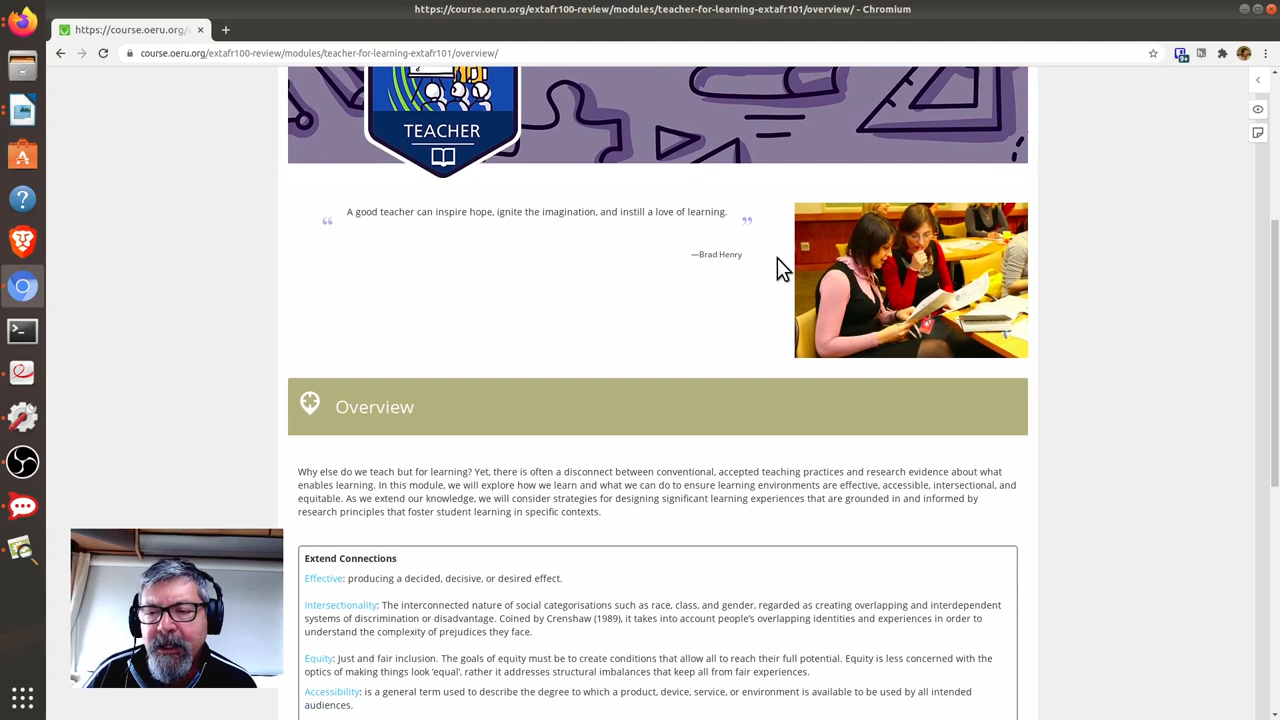 https://course.oeru.org/extafr100-review/modules/teacher-for-learning-extafr101/overview/ - Chromium
https://course.oeru.org/
course.oeru.org/extafr100-review/modules/teacher-for-learning-extafr101/overview/
TEACHER
“ A good teacher can inspire hope, ignite the imagination, and instill a love of learning. ”
—Brad Henry
Overview
Why else do we teach but for learning? Yet, there is often a disconnect between conventional, accepted teaching practices and research evidence about what
enables learning. In this module, we will explore how we learn and what we can do to ensure learning environments are effective, accessible, intersectional, and
equitable. As we extend our knowledge, we will consider strategies for designing significant learning experiences that are grounded in and informed by
research principles that foster student learning in specific contexts.
Extend Connections
Effective: producing a decided, decisive, or desired effect.
Intersectionality: The interconnected nature of social categorisations such as race, class, and gender, regarded as creating overlapping and interdependent
systems of discrimination or disadvantage. Coined by Crenshaw (1989), it takes into account people’s overlapping identities and experiences in order to
understand the complexity of prejudices they face.
Equity: Just and fair inclusion. The goals of equity must be to create conditions that allow all to reach their full potential. Equity is less concerned with the
optics of making things look ‘equal’, rather it addresses structural imbalances that keep all from fair experiences.
Accessibility: is a general term used to describe the degree to which a product, device, service, or environment is available to be used by all intended
audiences.